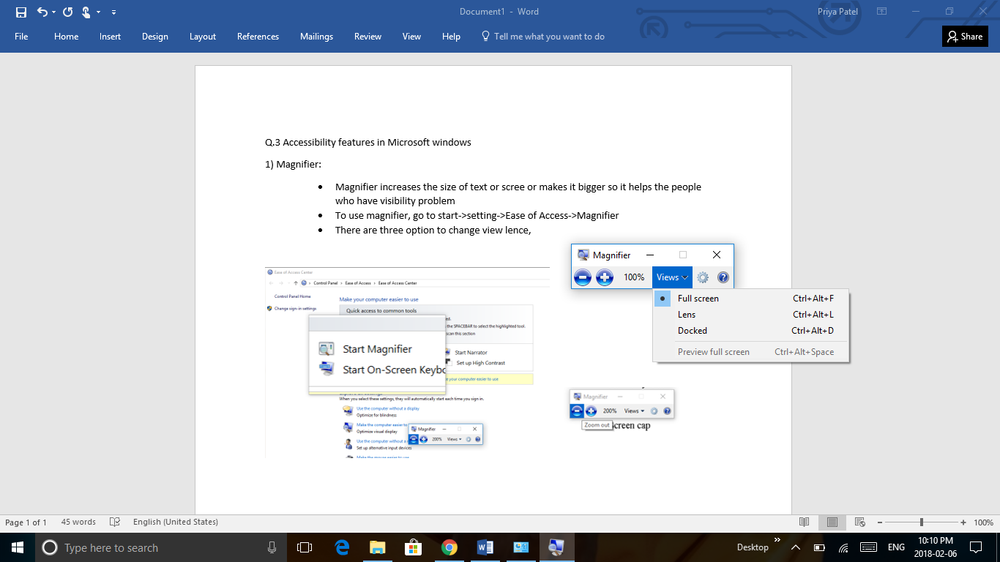 Document1 - Word
Priya Patel
File Home Insert Design Layout References Mailings Review View Help Tell me what you want to do
Share
Q.3 Accessibility features in Microsoft windows
1) Magnifier:
• Magnifier increases the size of text or scree or makes it bigger so it helps the people
who have visibility problem
• To use magnifier, go to start->setting->Ease of Access->Magnifier
• There are three option to change view lence,
Ease of Access Center
Control Panel > Ease of Access > Ease of Access Center
Control Panel Home
Change sign-in settings
Make your computer easier to use
Quick access to common tools
ed.
the SPACEBAR to select the highlighted tool.
scan this section
Start Magnifier
Start On-Screen Keybo
Start Narrator
Set up High Contrast
e your computer easier to use
When you select these settings, they will automatically start each time you sign in.
Use the computer without a display
Optimize for blindness
Make the computer easier to
Optimize visual display
Use the computer without a
Set up alternative input devices
Make the mouse easier to use
Magnifier
200% Views
Magnifier
100% Views
Full screen Ctrl+Alt+F
Lens Ctrl+Alt+L
Docked Ctrl+Alt+D
Preview full screen Ctrl+Alt+Space
Magnifier
200% Views
Zoom out
creen cap
Page 1 of 1 45 words English (United States)
100%
Type here to search
Desktop
ENG
10:10 PM
2018-02-06